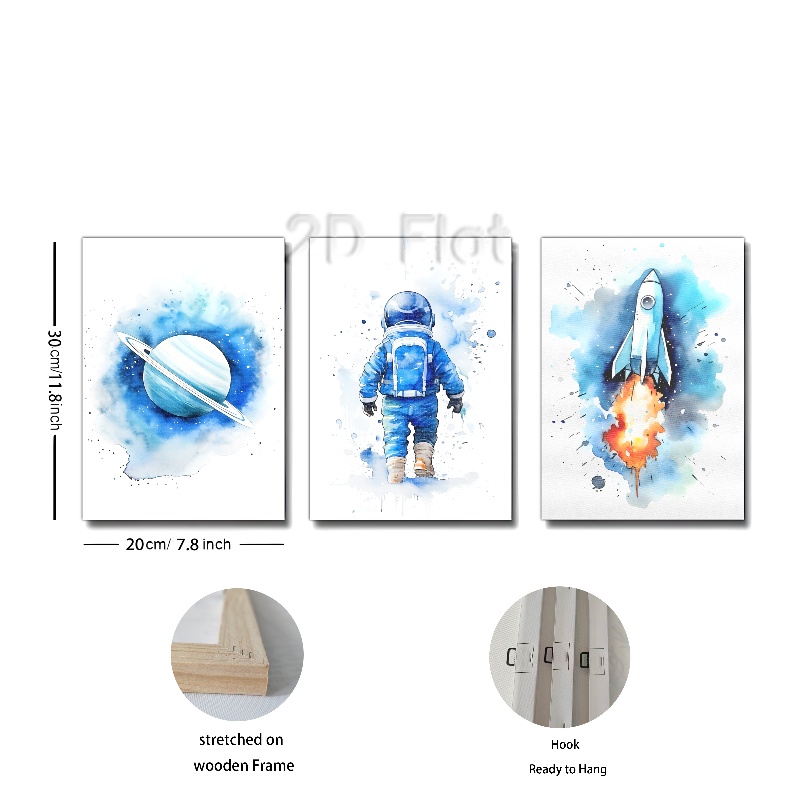 2D Flat
30cm/11.8inch
20cm/ 7.8 inch
stretched on
wooden Frame
Hook
Ready to Hang